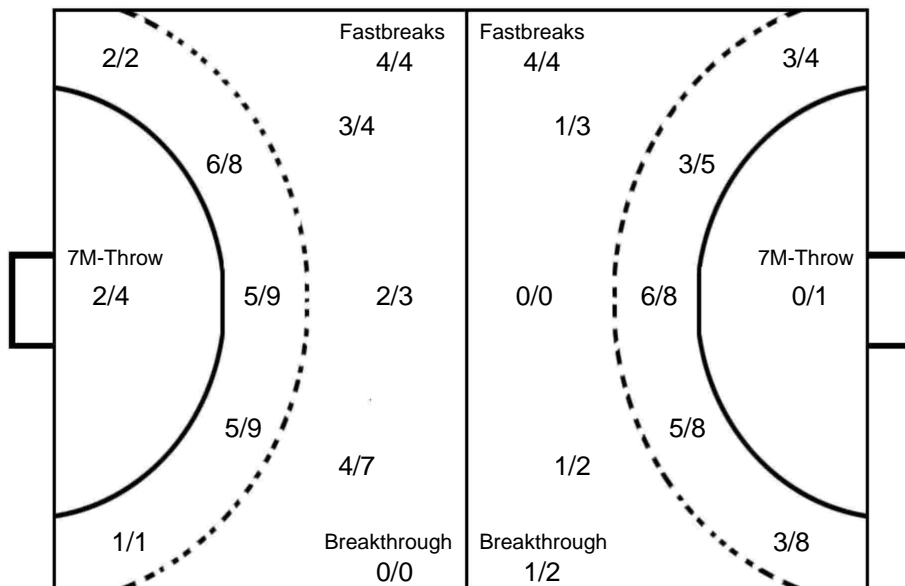 Fastbreaks Fastbreaks
2/2 4/4 4/4 3/4
3/4 1/3
6/8 3/5
7M-Throw 7M-Throw
2/4 5/9 2/3 0/0 6/8 0/1
5/9 5/8
4/7 1/2
1/1 Breakthrough Breakthrough 3/8
0/0 1/2